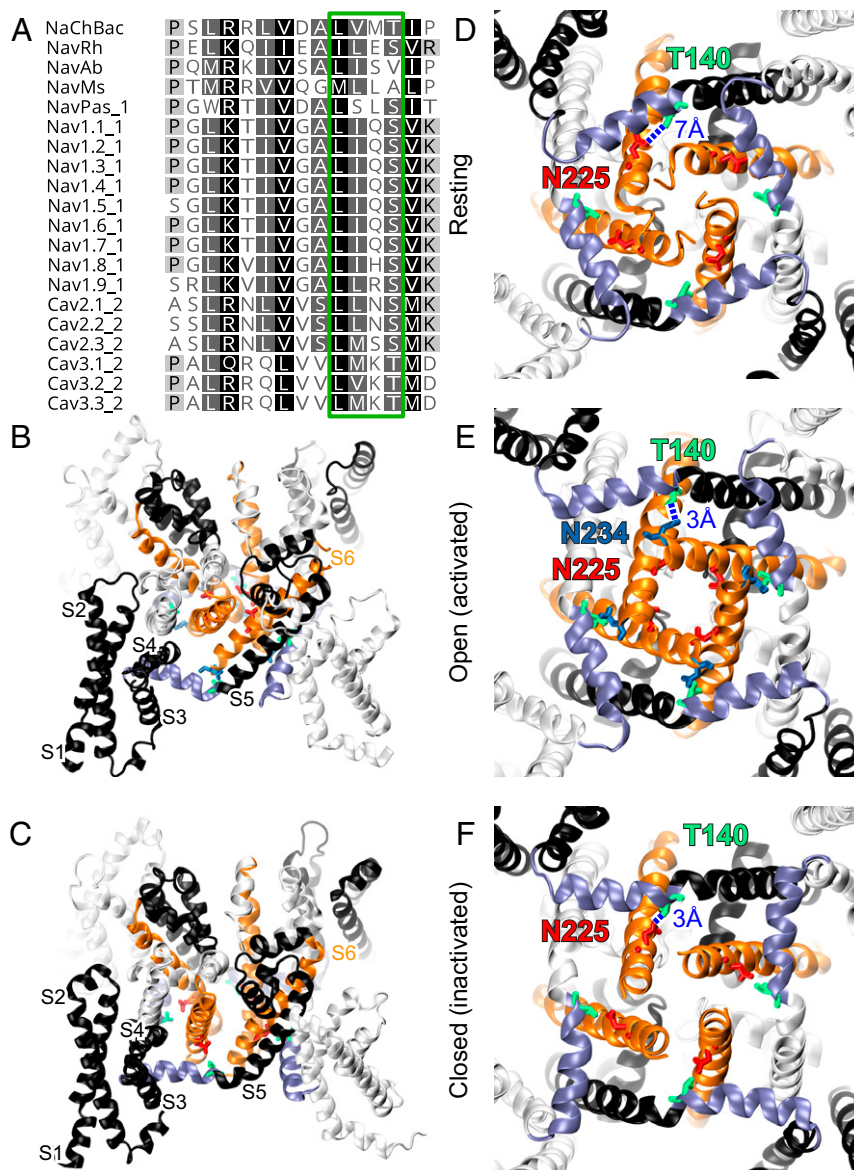 A
NaChBac P S L R R L V D A L V M T I P
NavRh P E L K Q I I E A I L E S V R
NavAb P Q M R K I V S A L I S V I P
NavMs P T M R R V V Q G M L L A L P
NavPas_1 P G W R T I V D A L S L S I T
Nav1.1_1 P G L K T I V G A L I Q S V K
Nav1.2_1 P G L K T I V G A L I Q S V K
Nav1.3_1 P G L K T I V G A L I Q S V K
Nav1.4_1 P G L K T I V G A L I Q S V K
Nav1.5_1 S G L K T I V G A L I Q S V K
Nav1.6_1 P G L K T I V G A L I Q S V K
Nav1.7_1 P G L K T I V G A L I Q S V K
Nav1.8_1 P G L K V I V G A L I H S V K
Nav1.9_1 S R L K V I V G A L L R S V K
Cav2.1_2 A S L R N L V V S L L N S M K
Cav2.2_2 S S L R N L V V S L L N S M K
Cav2.3_2 A S L R N L V V S L M S S M K
Cav3.1_2 P A L Q R Q L V V L M K T M D
Cav3.2_2 P A L R R Q L V V L V K T M D
Cav3.3_2 P A L R R Q L V V L M K T M D
B
S6
S2
S4
S5
S3
S1
C
S6
S2
S4
S5
S3
S1
D
Resting
T140
7Å
N225
E
Open (activated)
T140
3Å
N234
N225
F
Closed (inactivated)
T140
3Å
N225